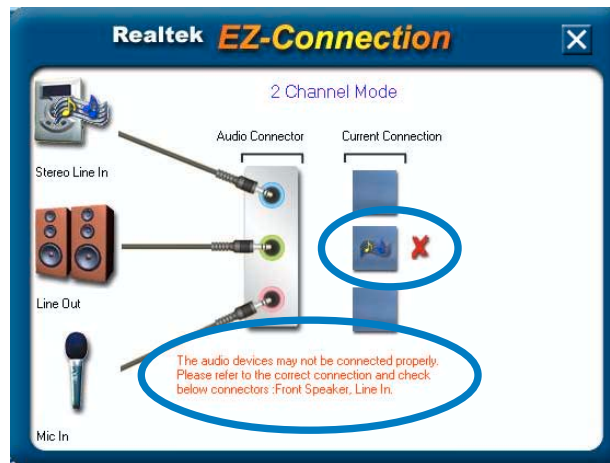 Realtek EZ-Connection
2 Channel Mode
Audio Connector
Current Connection
Stereo Line In
Line Out
The audio devices may not be connected properly.
Please refer to the correct connection and check
below connectors :Front Speaker, Line In.
Mic In